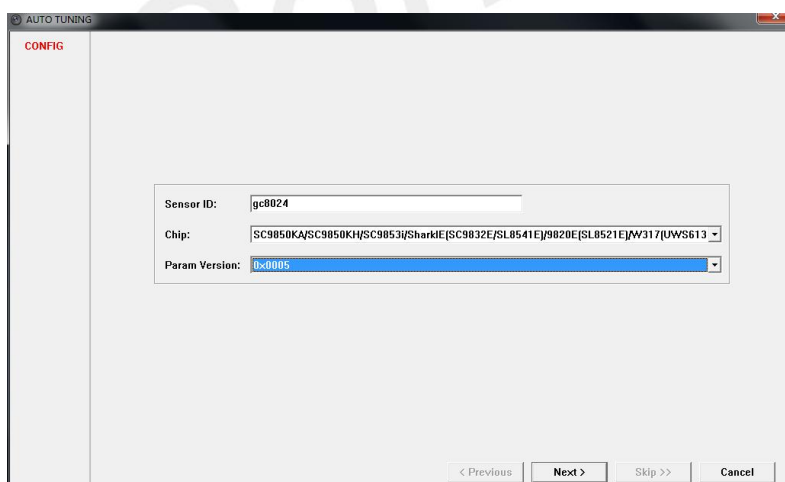 AUTO TUNING
CONFIG
Sensor ID: gc8024
Chip: SC9850KA/SC9850KH/SC9853i/SharklE(SC9832E/SL8541E)/9820E(SL8521E)/W317(UWS613
Param Version: 0x0005
< Previous Next > Skip >> Cancel